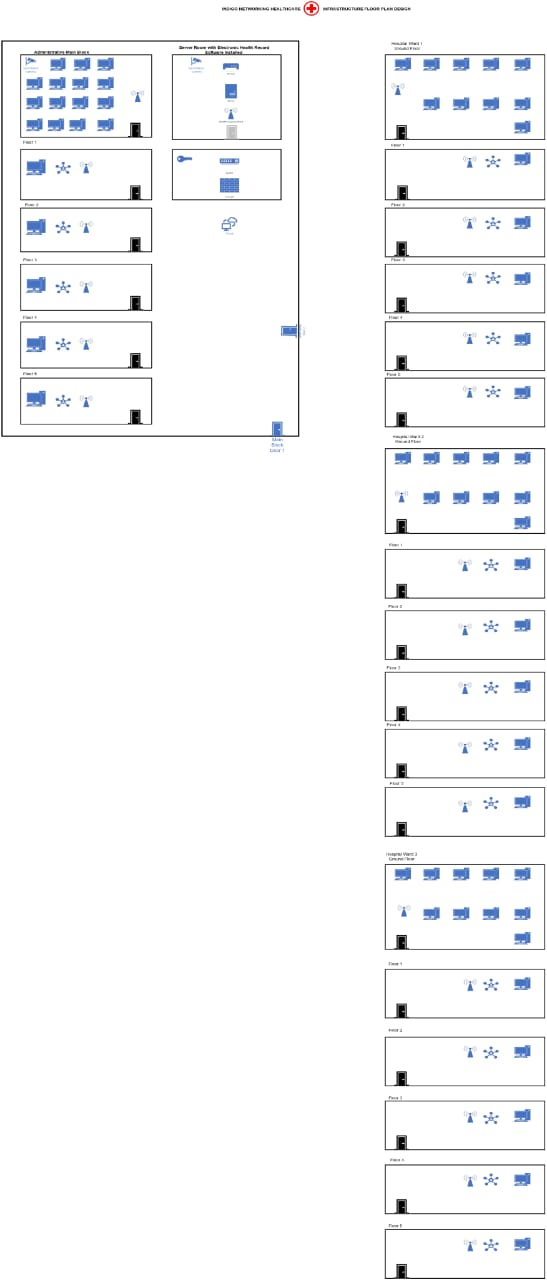 INDIGO NETWORKING HEALTHCARE INFRASTRUCTURE FLOOR PLAN DESIGN
Administrative Main Block
Server Room with Electronic Health Record
Software Installed
Floor 1
Floor 2
Floor 3
Floor 4
Floor 5
Main
Block
Door 1
Hospital Ward 1
Ground Floor
Floor 1
Floor 2
Floor 3
Floor 4
Floor 5
Hospital Ward 2
Ground Floor
Floor 1
Floor 2
Floor 3
Floor 4
Floor 5
Hospital Ward 3
Ground Floor
Floor 1
Floor 2
Floor 3
Floor 4
Floor 5